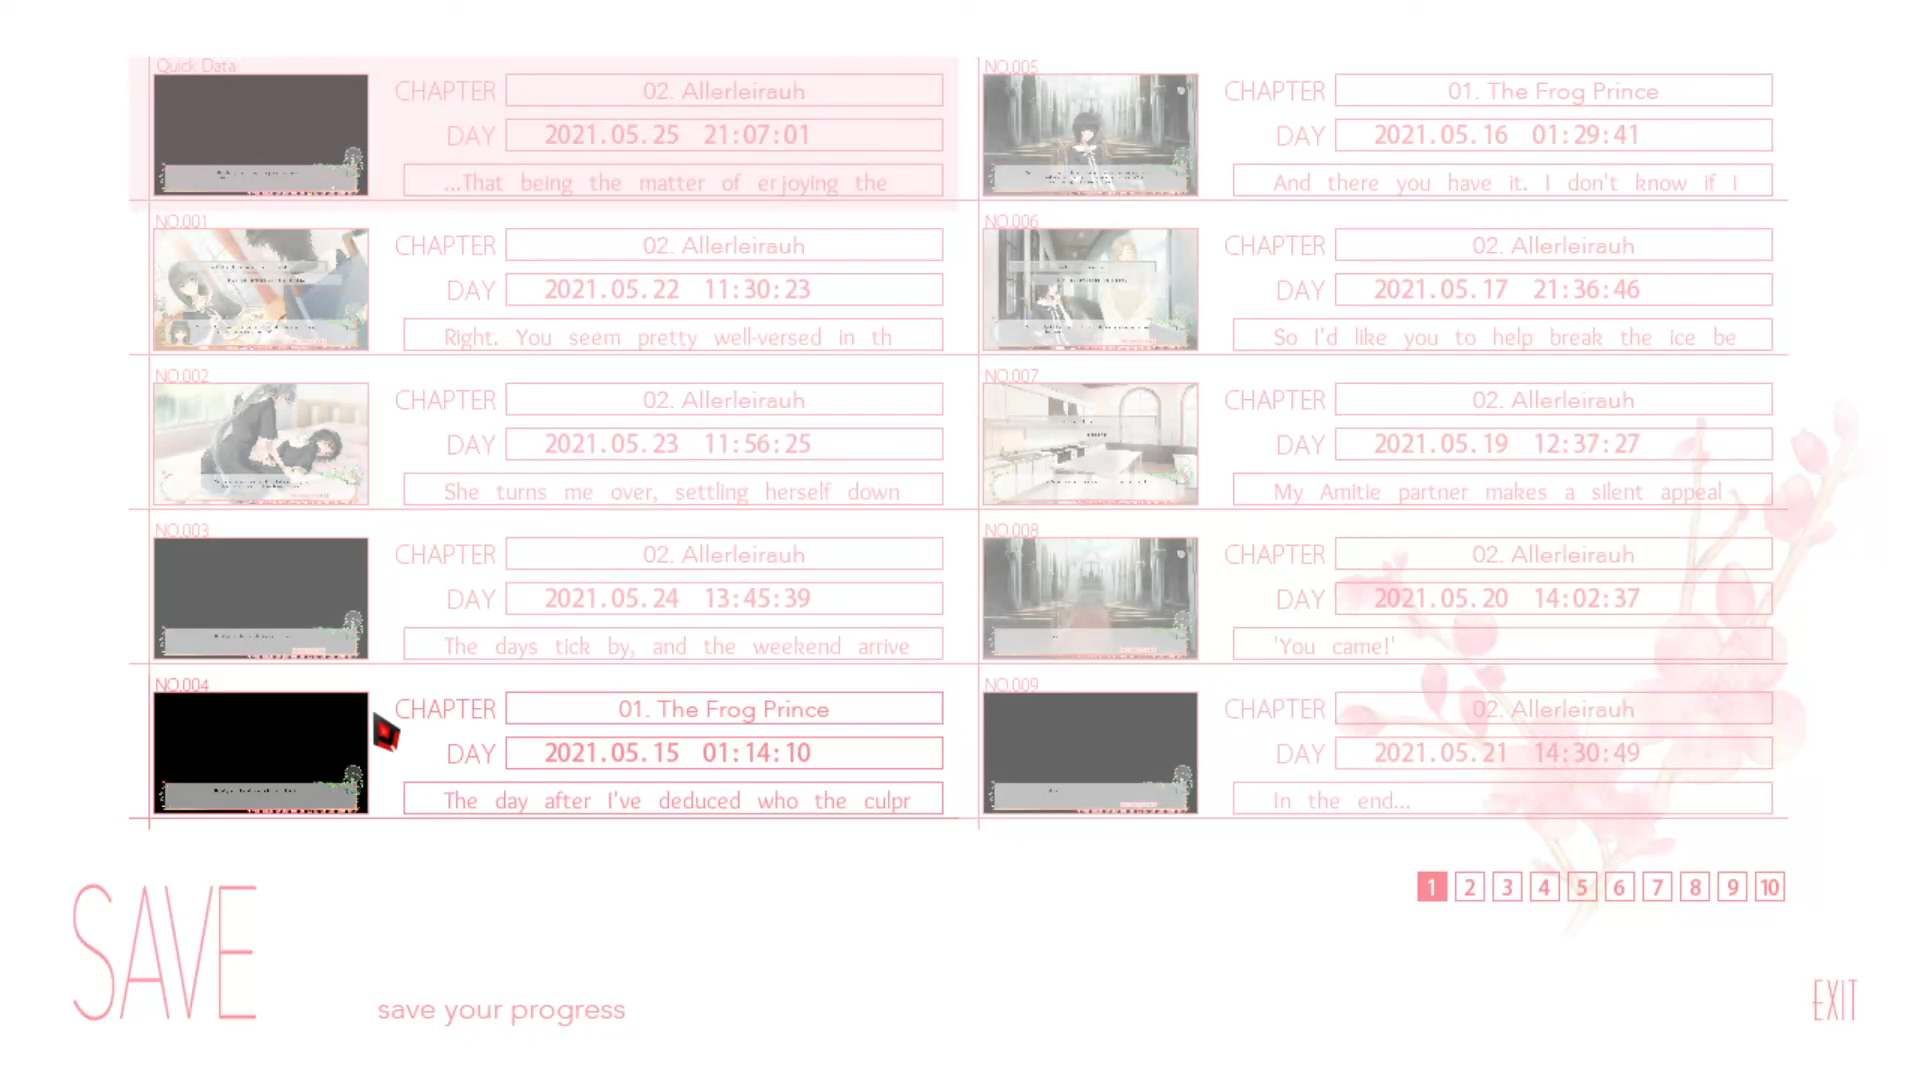 Quick Data
CHAPTER 02. Allerleirauh
DAY 2021.05.25 21:07:01
...That being the matter of erjoying the
NO.001
CHAPTER 02. Allerleirauh
DAY 2021.05.22 11:30:23
Right. You seem pretty well-versed in th
NO.002
CHAPTER 02. Allerleirauh
DAY 2021.05.23 11:56:25
She turns me over, settling herself down
NO.003
CHAPTER 02. Allerleirauh
DAY 2021.05.24 13:45:39
The days tick by, and the weekend arrive
NO.004
CHAPTER 01. The Frog Prince
DAY 2021.05.15 01:14:10
The day after I've deduced who the culpr
NO.005
CHAPTER 01. The Frog Prince
DAY 2021.05.16 01:29:41
And there you have it. I don't know if I
NO.006
CHAPTER 02. Allerleirauh
DAY 2021.05.17 21:36:46
So I'd like you to help break the ice be
NO.007
CHAPTER 02. Allerleirauh
DAY 2021.05.19 12:37:27
My Amitie partner makes a silent appeal
NO.008
CHAPTER 02. Allerleirauh
DAY 2021.05.20 14:02:37
'You came!'
NO.009
CHAPTER 02. Allerleirauh
DAY 2021.05.21 14:30:49
In the end...
1 2 3 4 5 6 7 8 9 10
SAVE
save your progress
EXIT